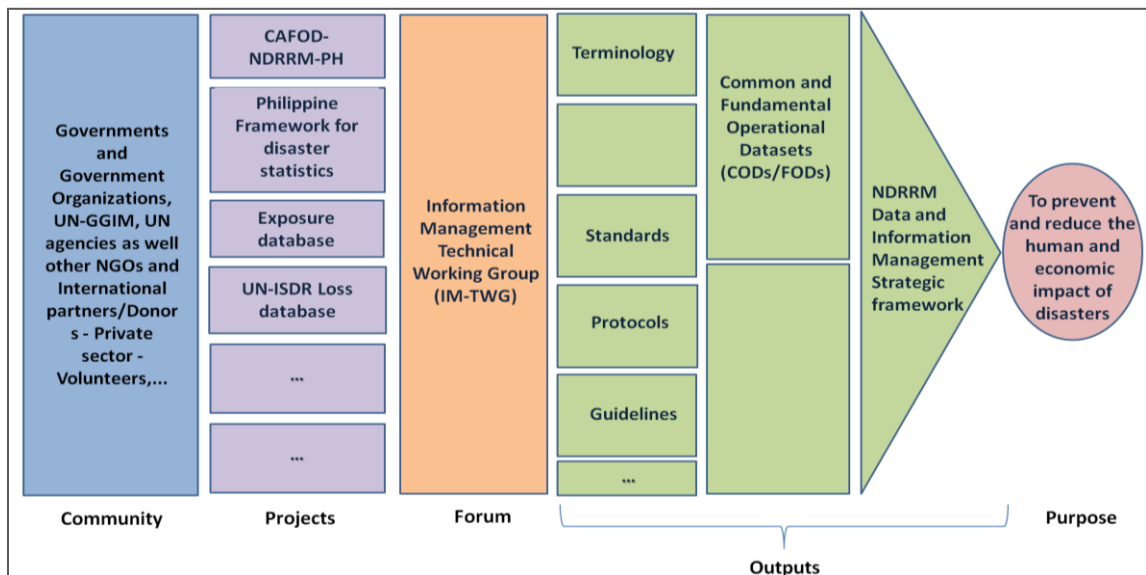 Governments
and
Government
Organizations,
UN-GGIM, UN
agencies as well
other NGOs and
International
partners/Donor
s - Private
sector -
Volunteers,...
Community
CAFOD-
NDRRM-PH
Philippine
Framework for
disaster
statistics
Exposure
database
UN-ISDR Loss
database
...
...
Projects
Information
Management
Technical
Working Group
(IM-TWG)
Forum
Terminology
Standards
Protocols
Guidelines
...
Common and
Fundamental
Operational
Datasets
(CODs/FODs)
NDRRM
Data and
Information
Management
Strategic
framework
Outputs
To prevent
and reduce the
human and
economic
impact of
disasters
Purpose